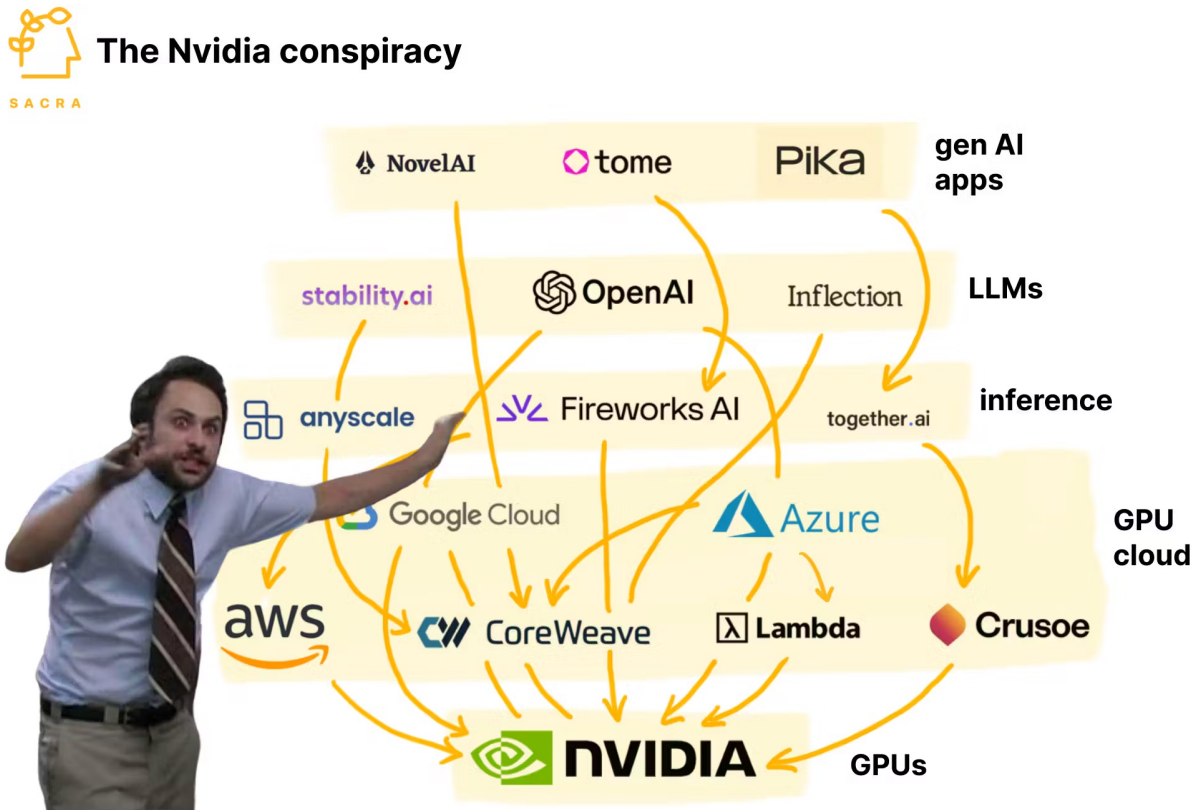 The Nvidia conspiracy
SACRA
NovelAI
tome
Pika
gen AI
apps
stability.ai
OpenAI
Inflection
LLMs
anyscale
Fireworks AI
together.ai
inference
Google Cloud
Azure
GPU
cloud
aws
CoreWeave
Lambda
Crusoe
NVIDIA
GPUs